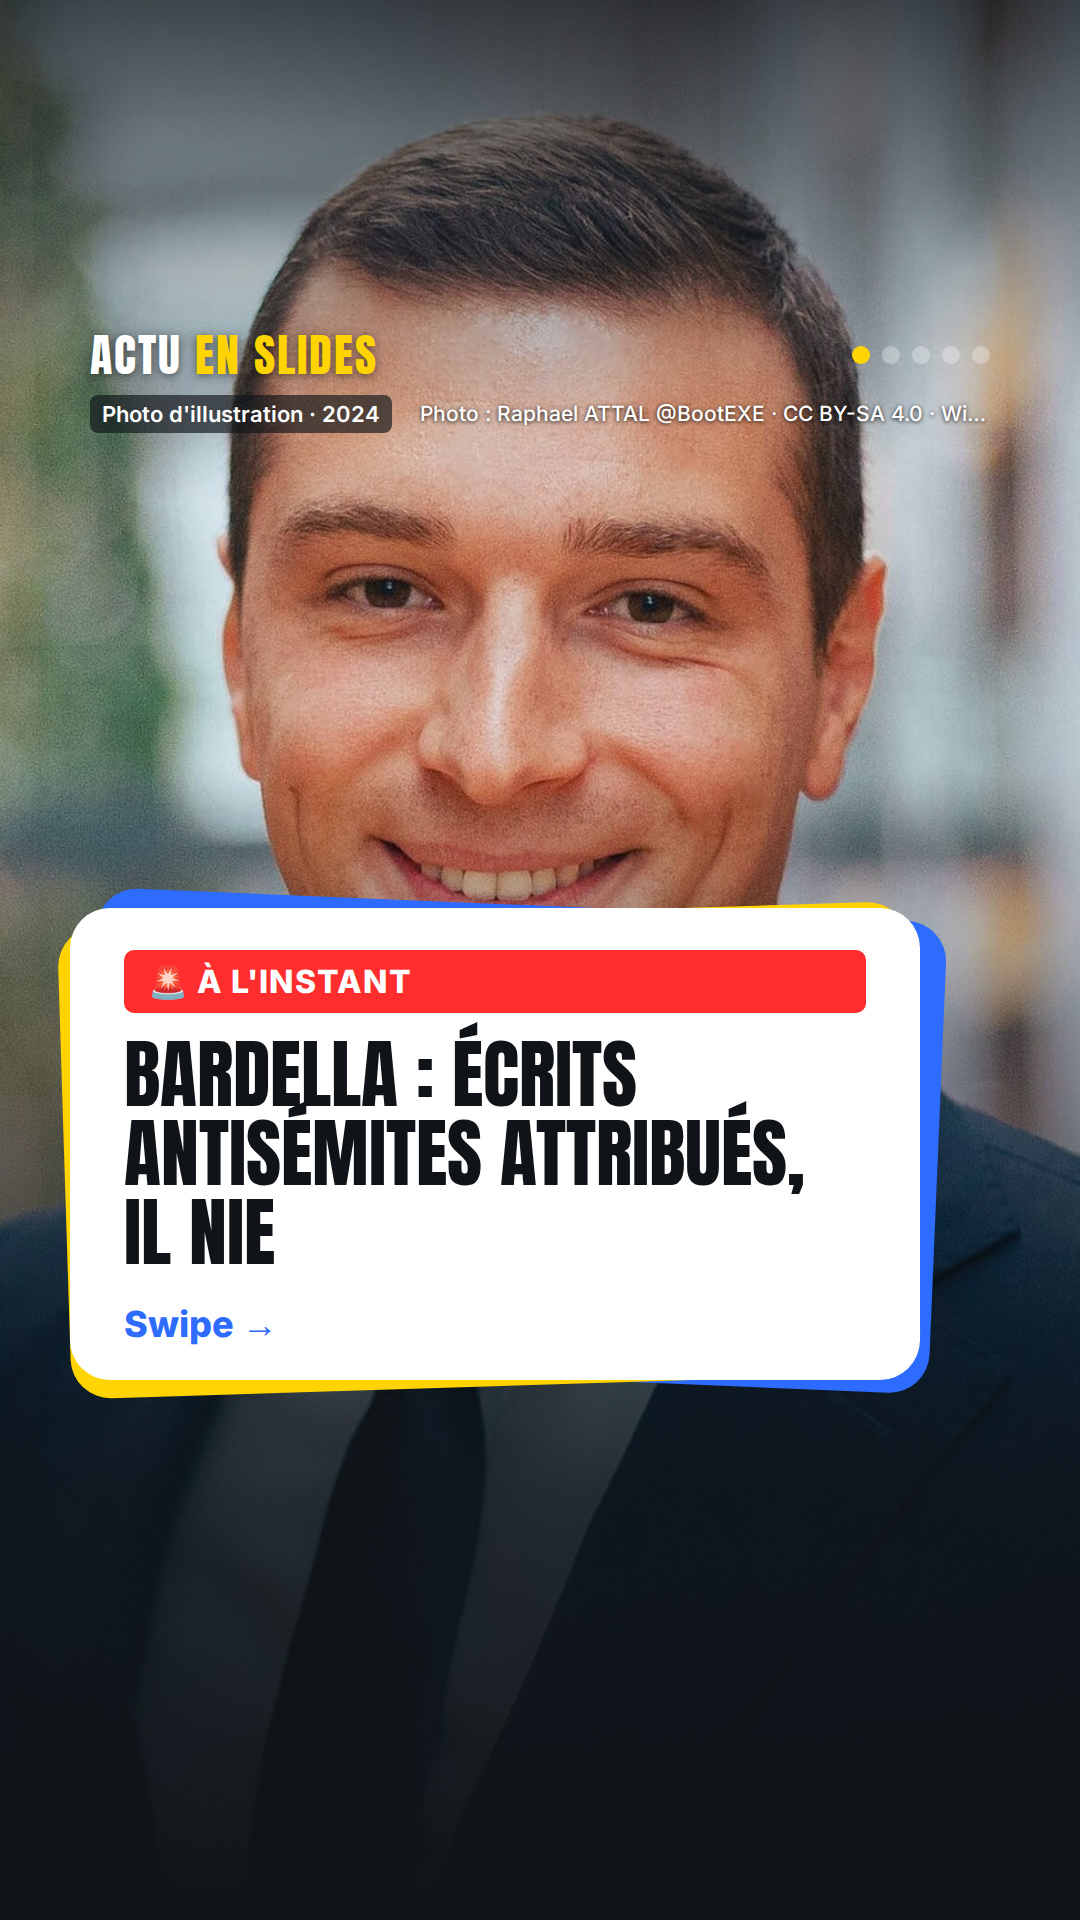 ACTU EN SLIDES
Photo d'illustration · 2024
Photo : Raphael ATTAL @BootEXE · CC BY-SA 4.0 · Wi...
🚨 À L'INSTANT
BARDELLA : ÉCRITS
ANTISÉMITES ATTRIBUÉS,
IL NIE
Swipe →